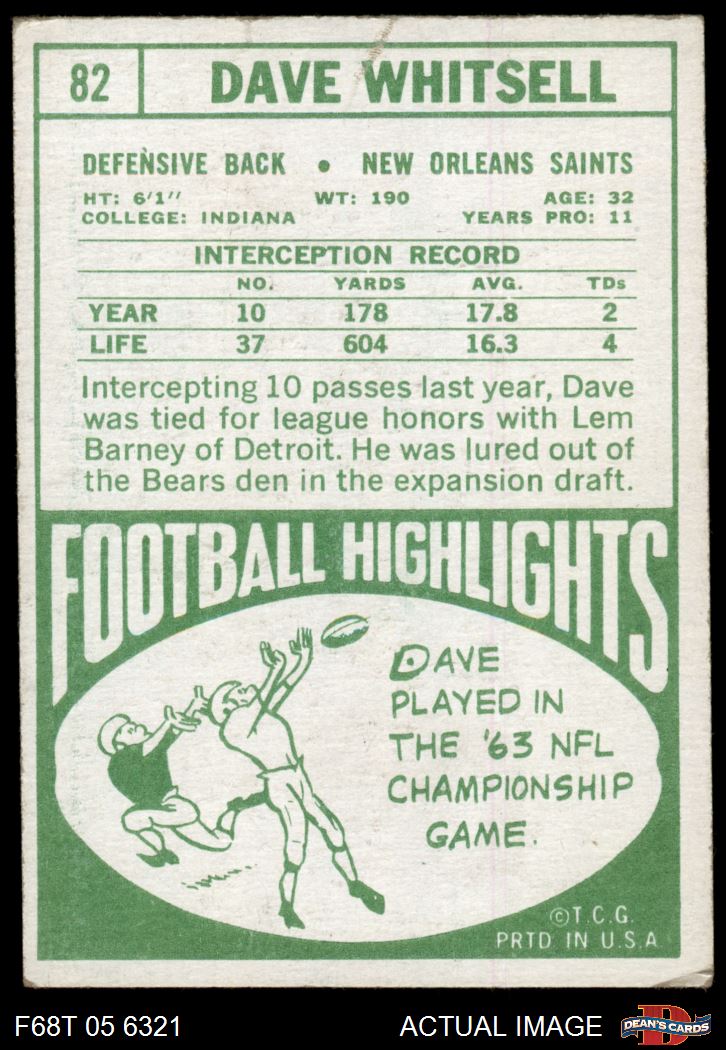 82 DAVE WHITSELL
DEFENSIVE BACK • NEW ORLEANS SAINTS
HT: 6'1" WT: 190 AGE: 32
COLLEGE: INDIANA YEARS PRO: 11
INTERCEPTION RECORD
NO. YARDS AVG. TDs
YEAR 10 178 17.8 2
LIFE 37 604 16.3 4
Intercepting 10 passes last year, Dave
was tied for league honors with Lem
Barney of Detroit. He was lured out of
the Bears den in the expansion draft.
FOOTBALL HIGHLIGHTS
DAVE
PLAYED IN
THE '63 NFL
CHAMPIONSHIP
GAME.
©T.C.G.
PRTD IN U.S.A
F68T 05 6321 ACTUAL IMAGE D DEAN'S CARDS